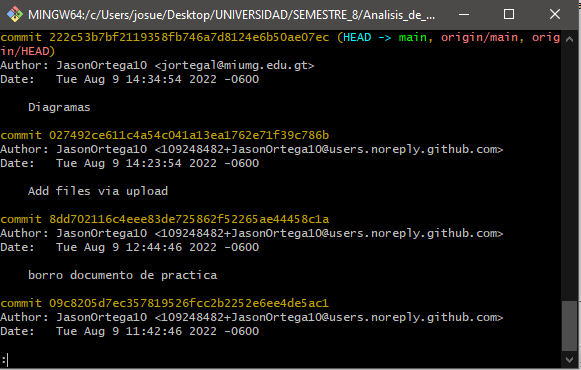 MINGW64:/c/Users/josue/Desktop/UNIVERSIDAD/SEMESTRE_8/Analisis_de_...
commit 222c53b7bf2119358fb746a7d8124e6b50ae07ec (HEAD -> main, origin/main, orig
in/HEAD)
Author: JasonOrtega10 <jortegal@miumg.edu.gt>
Date:   Tue Aug 9 14:34:54 2022 -0600
    Diagramas
commit 027492ce611c4a54c041a13ea1762e71f39c786b
Author: JasonOrtega10 <109248482+JasonOrtega10@users.noreply.github.com>
Date:   Tue Aug 9 14:23:54 2022 -0600
    Add files via upload
commit 8dd702116c4eee83de725862f52265ae44458c1a
Author: JasonOrtega10 <109248482+JasonOrtega10@users.noreply.github.com>
Date:   Tue Aug 9 12:44:46 2022 -0600
    borro documento de practica
commit 09c8205d7ec357819526fcc2b2252e6ee4de5ac1
Author: JasonOrtega10 <109248482+JasonOrtega10@users.noreply.github.com>
Date:   Tue Aug 9 11:42:46 2022 -0600
: